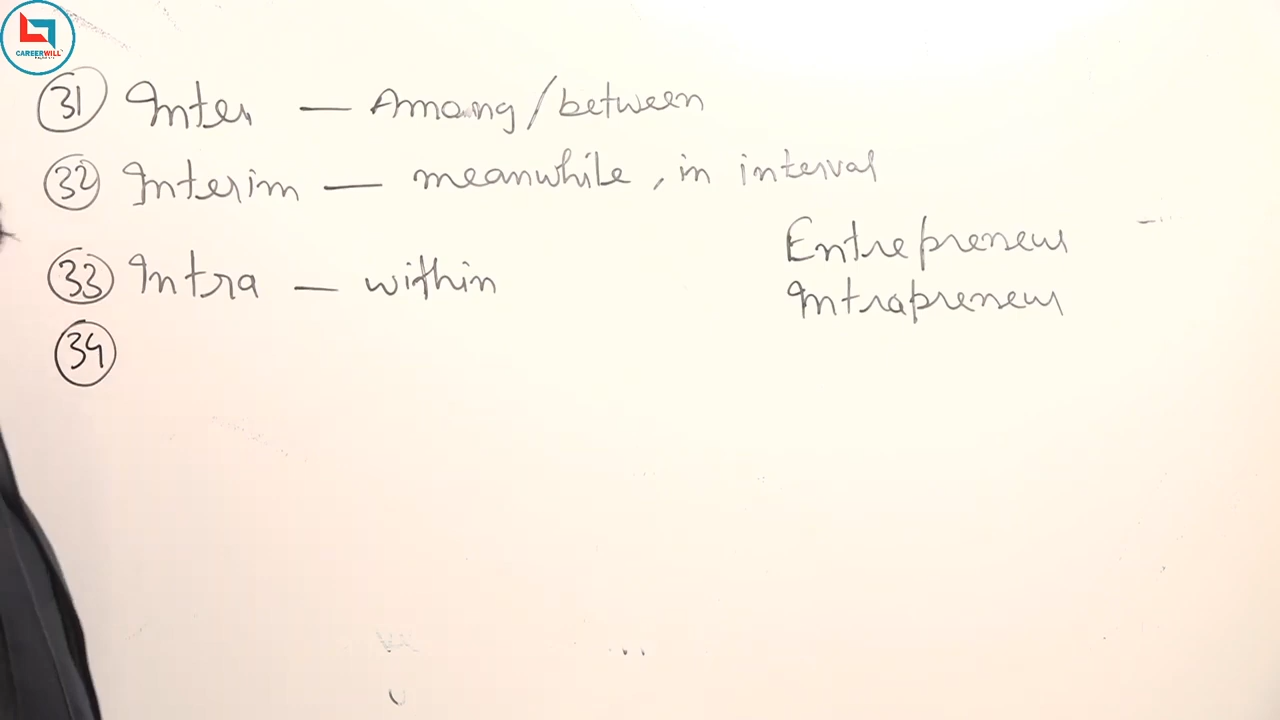 CAREERWILL
31 Inter — Among/between
32 Interim — meanwhile, in interval
33 Intra — within
Entrepreneur
Intrapreneur
34